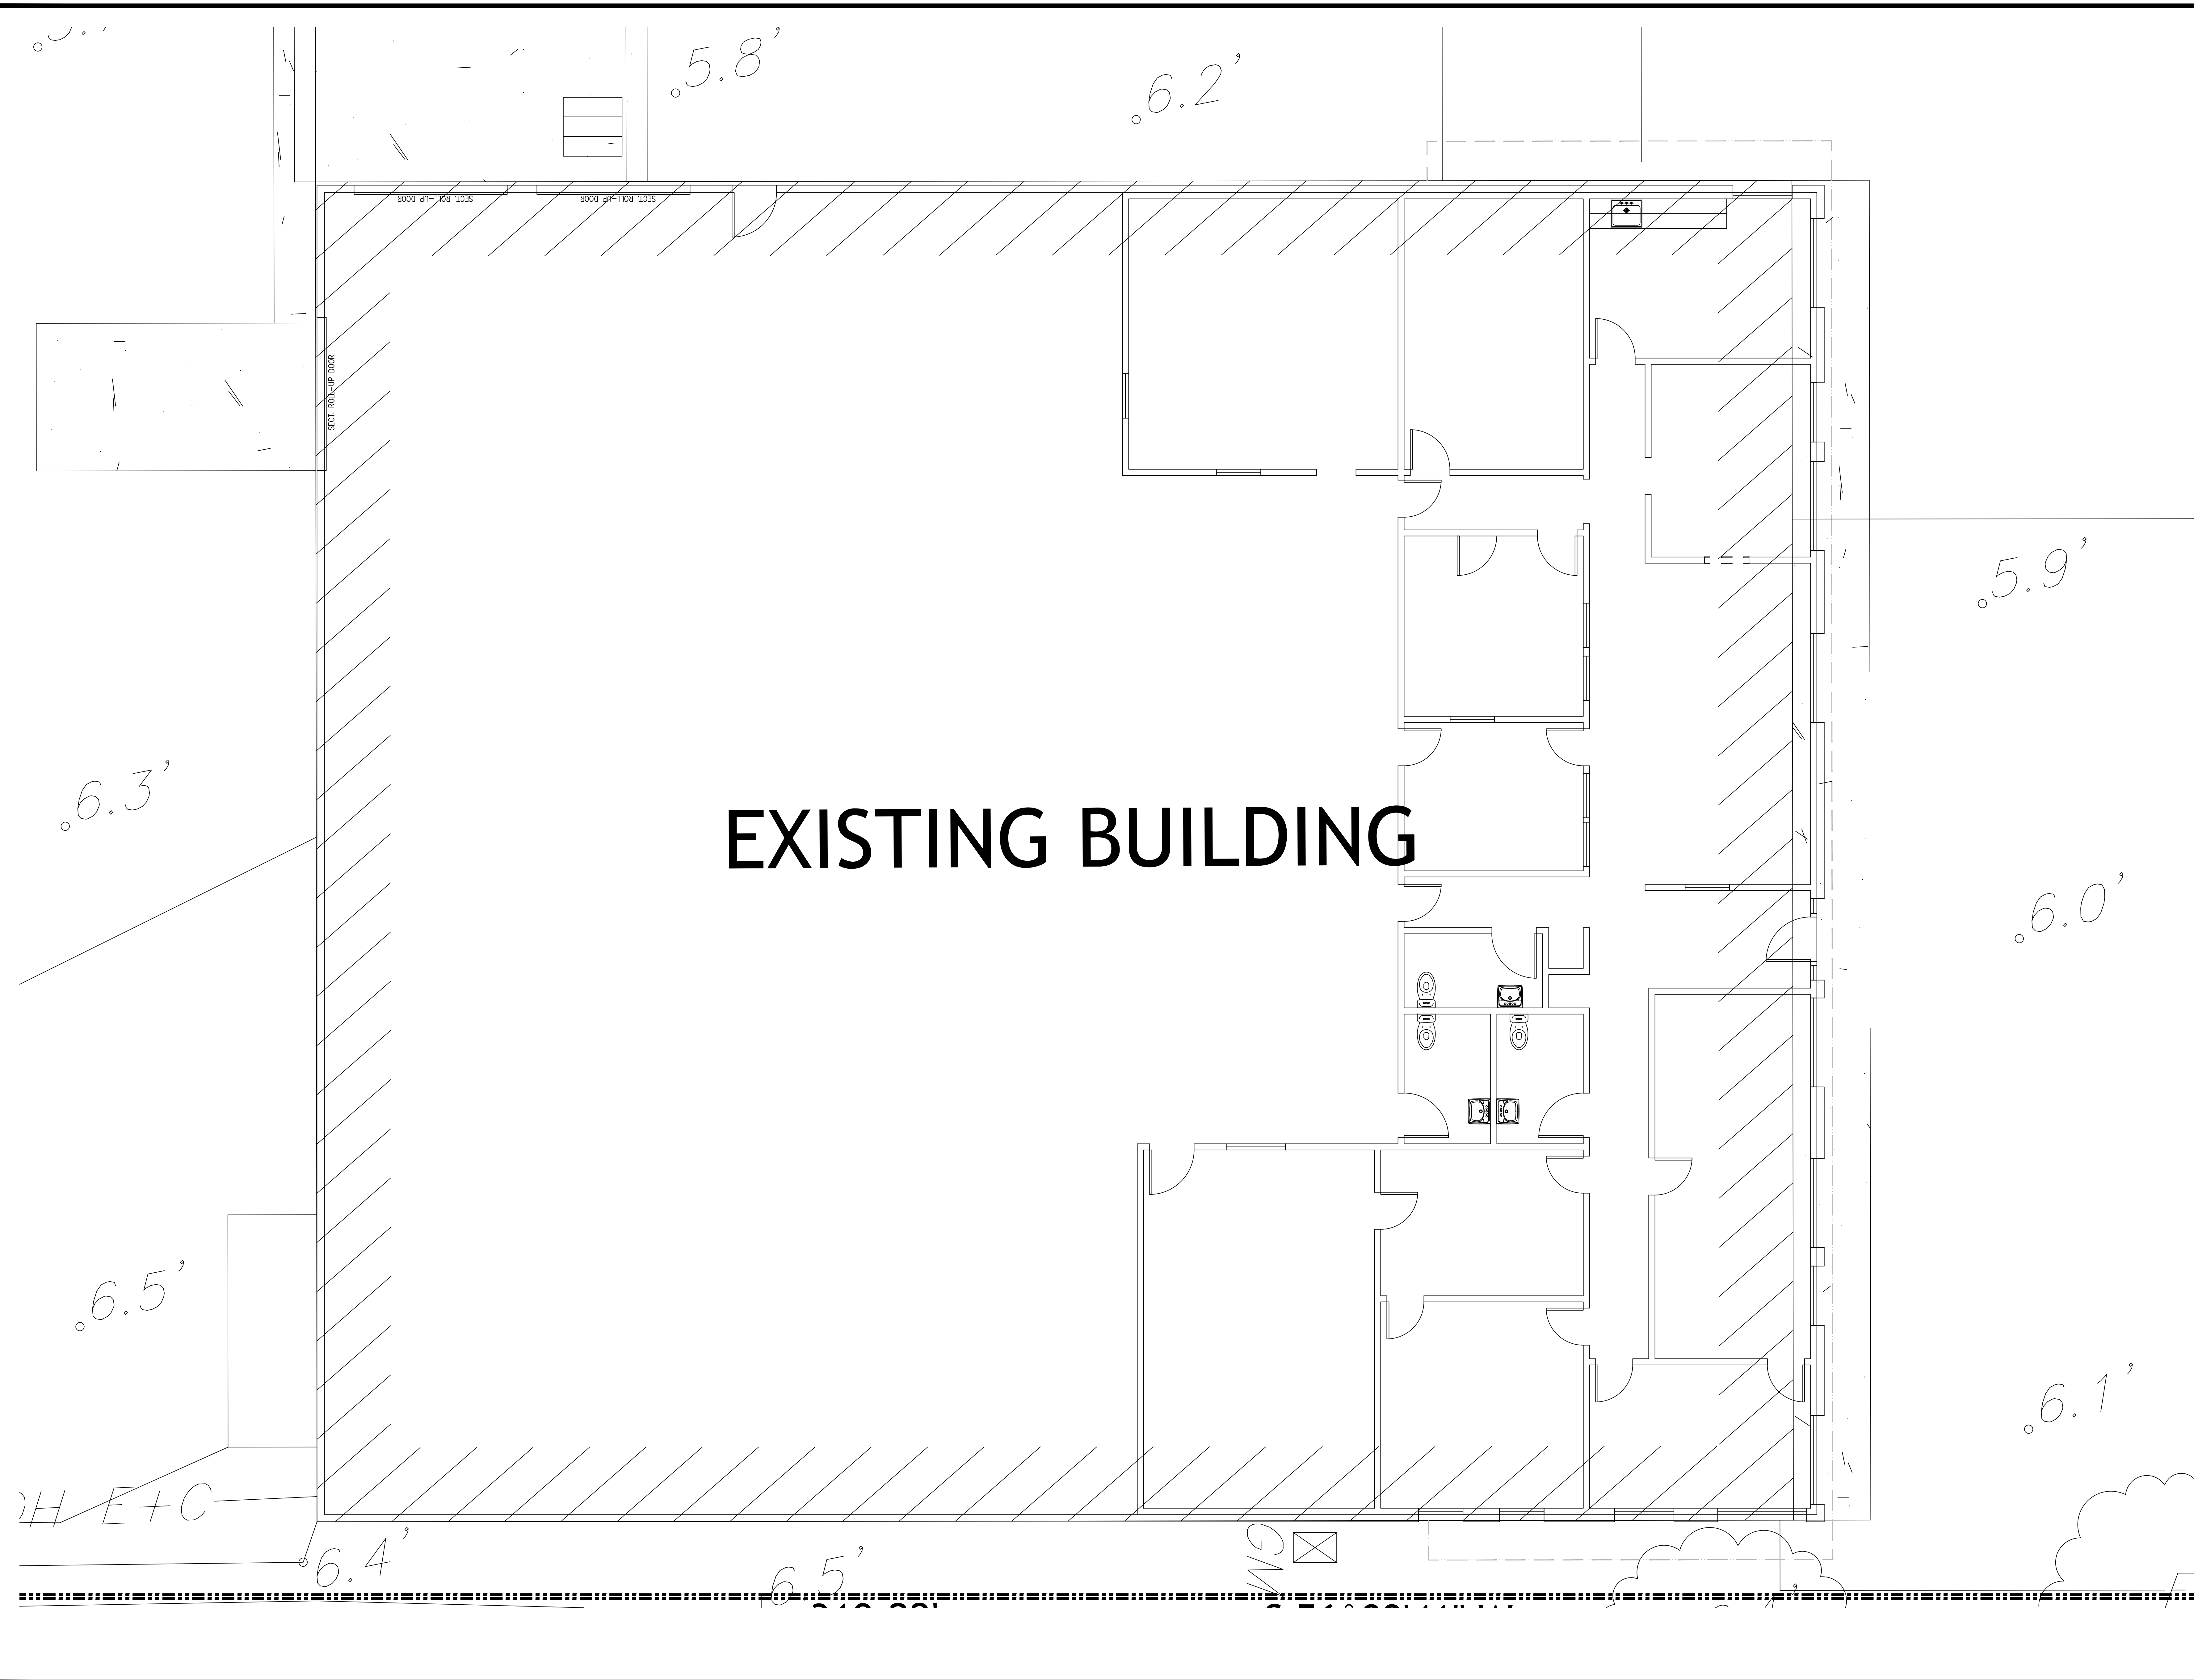 5.8'
6.2'
SECT. ROLL-UP DOOR
SECT. ROLL-UP DOOR
SECT. ROLL-UP DOOR
5.9'
6.3'
EXISTING BUILDING
6.0'
6.5'
6.1'
E+C
6.4'
6.5'